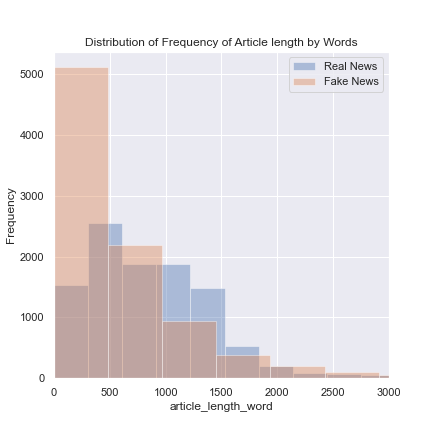 Distribution of Frequency of Article length by Words
Real News
Fake News
5000
4000
3000
2000
1000
0
Frequency
0 500 1000 1500 2000 2500 3000
article_length_word